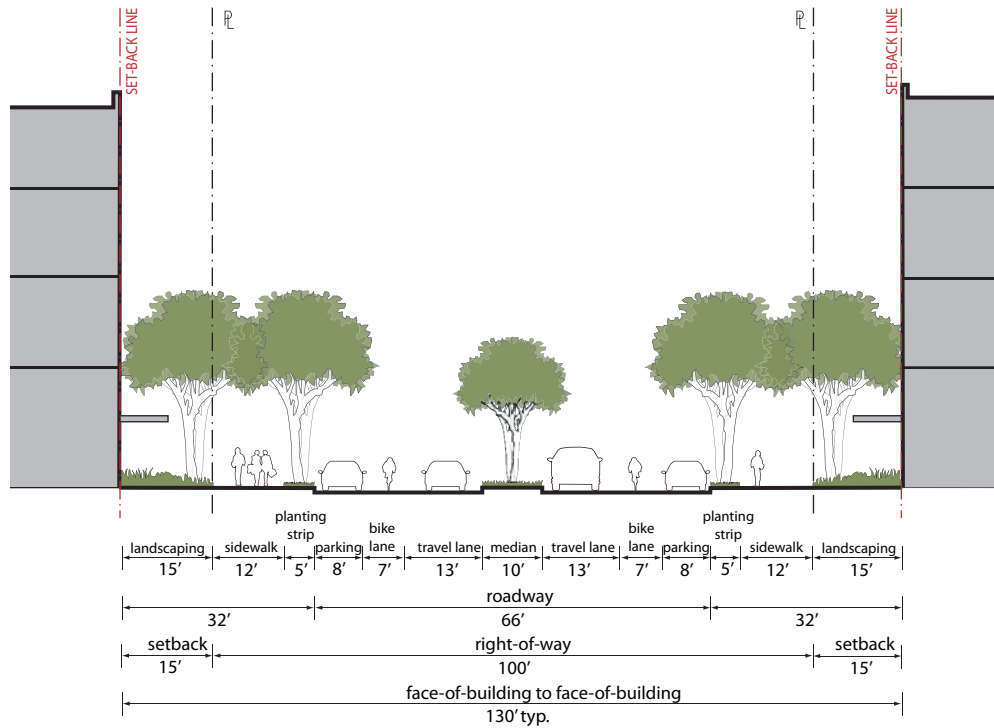 SET-BACK LINE
PL
PL
SET-BACK LINE
planting strip
bike lane
bike lane
planting strip
landscaping sidewalk parking travel lane median travel lane parking sidewalk landscaping
15’ 12’ 5’ 8’ 7’ 13’ 10’ 13’ 7’ 8’ 5’ 12’ 15’
roadway
32’ 66’ 32’
setback right-of-way setback
15’ 100’ 15’
face-of-building to face-of-building
130’ typ.